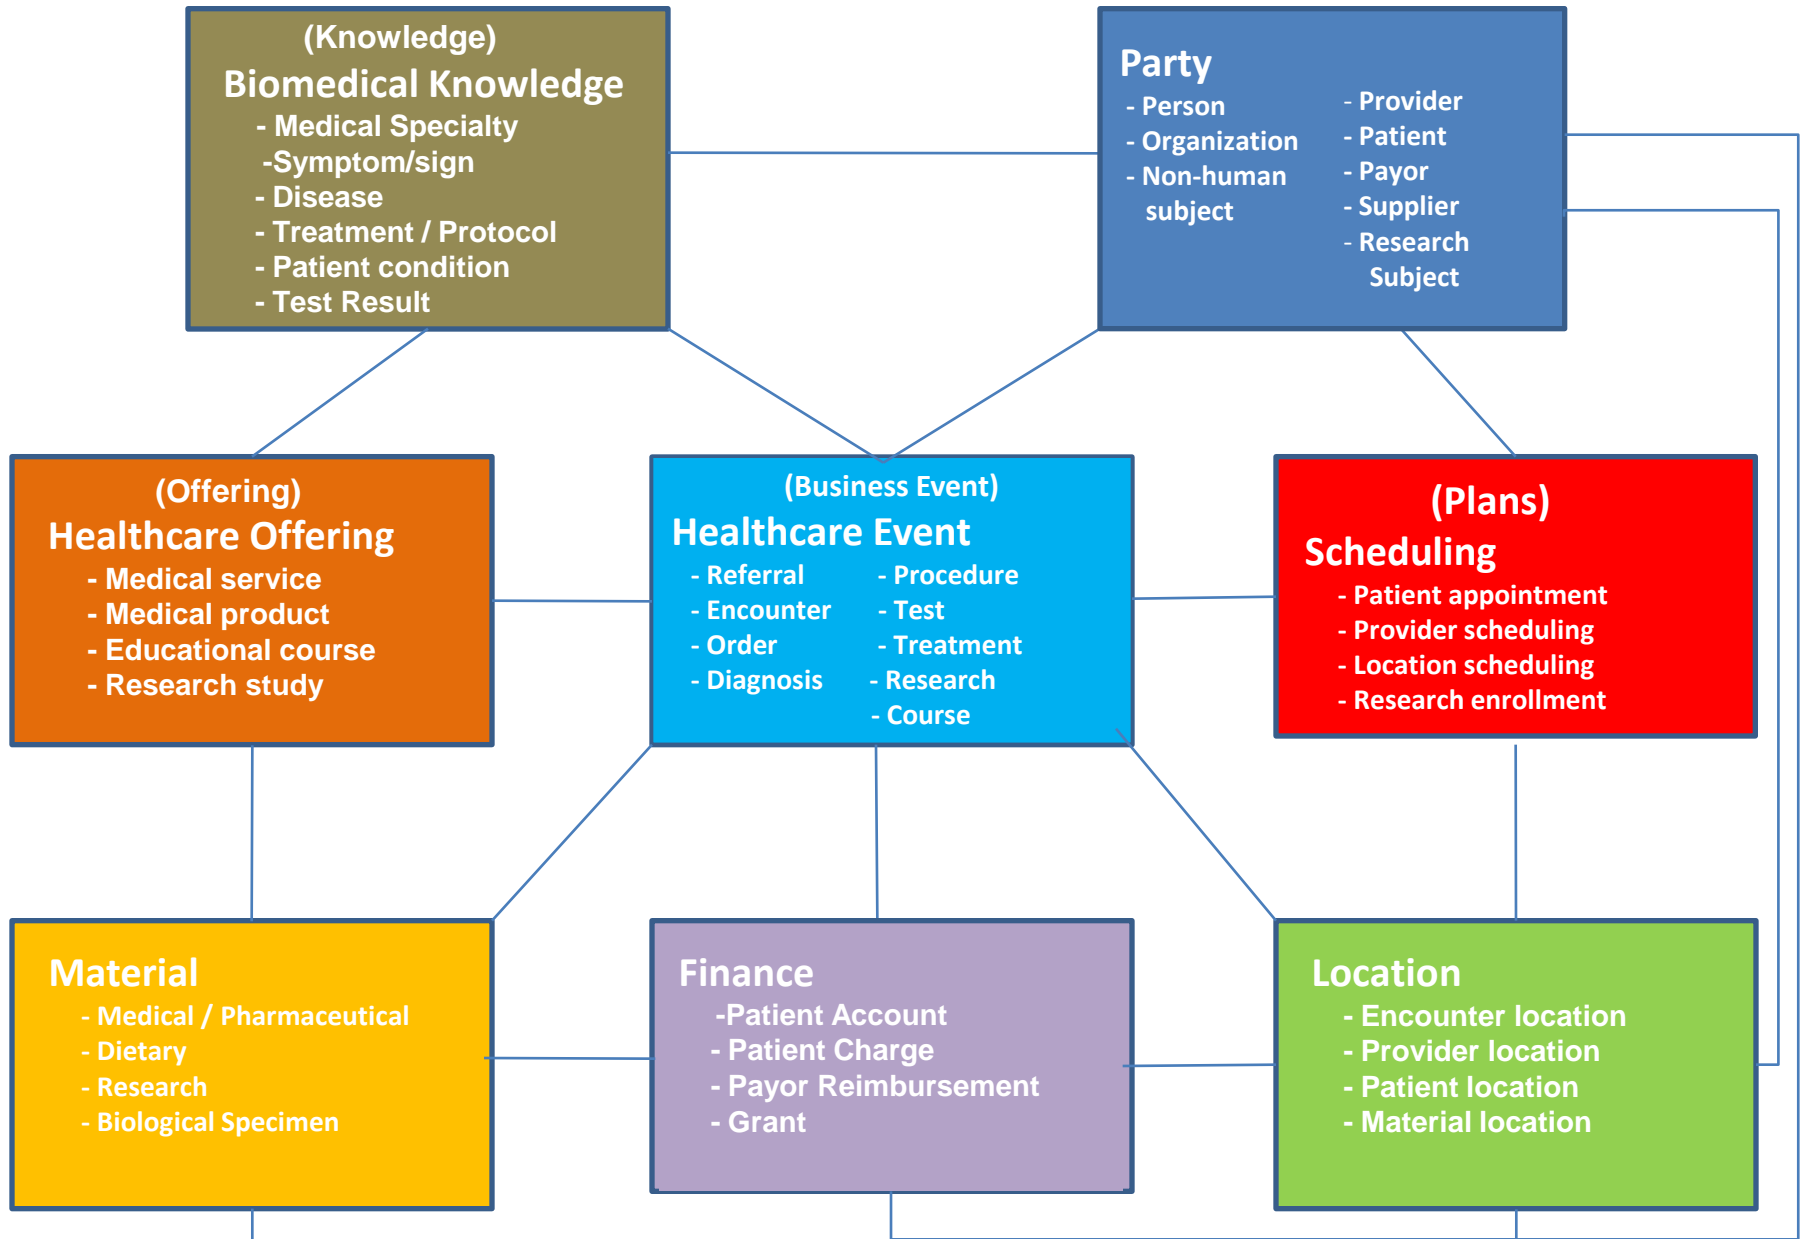 (Knowledge)
Biomedical Knowledge
- Medical Specialty
-Symptom/sign
- Disease
- Treatment / Protocol
- Patient condition
- Test Result
Party
- Person
- Organization
- Non-human
subject
- Provider
- Patient
- Payor
- Supplier
- Research
Subject
(Offering)
Healthcare Offering
- Medical service
- Medical product
- Educational course
- Research study
(Business Event)
Healthcare Event
- Referral
- Encounter
- Order
- Diagnosis
- Procedure
- Test
- Treatment
- Research
- Course
(Plans)
Scheduling
- Patient appointment
- Provider scheduling
- Location scheduling
- Research enrollment
Material
- Medical / Pharmaceutical
- Dietary
- Research
- Biological Specimen
Finance
-Patient Account
- Patient Charge
- Payor Reimbursement
- Grant
Location
- Encounter location
- Provider location
- Patient location
- Material location